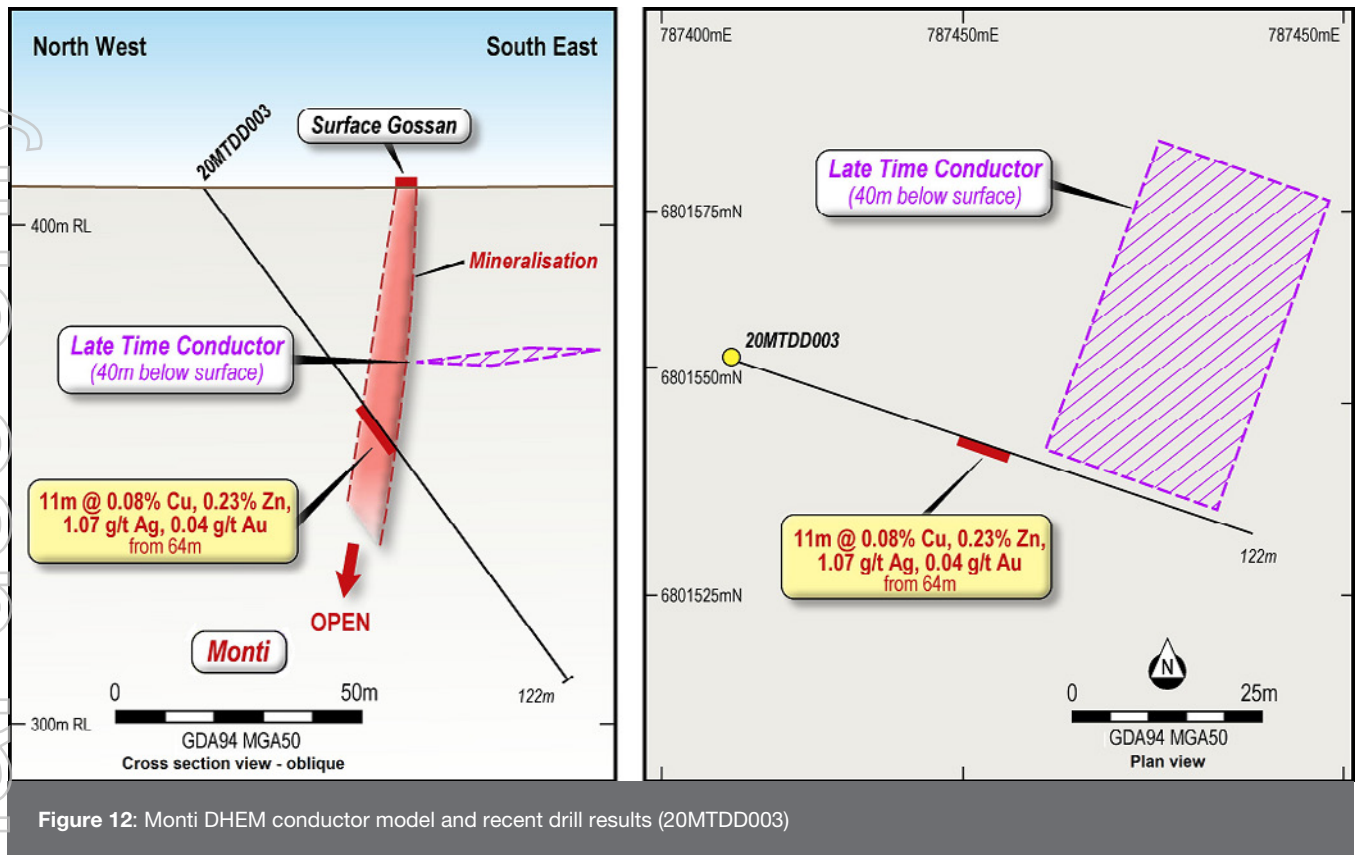 North West
South East
20MTDD003
Surface Gossan
400m RL
Mineralisation
Late Time Conductor
(40m below surface)
11m @ 0.08% Cu, 0.23% Zn,
1.07 g/t Ag, 0.04 g/t Au
from 64m
OPEN
Monti
0
50m
122m
300m RL
GDA94 MGA50
Cross section view - oblique
787400mE
787450mE
787450mE
Late Time Conductor
(40m below surface)
6801575mN
20MTDD003
6801550mN
11m @ 0.08% Cu, 0.23% Zn,
1.07 g/t Ag, 0.04 g/t Au
from 64m
122m
6801525mN
N
0
25m
GDA94 MGA50
Plan view
Figure 12: Monti DHEM conductor model and recent drill results (20MTDD003)